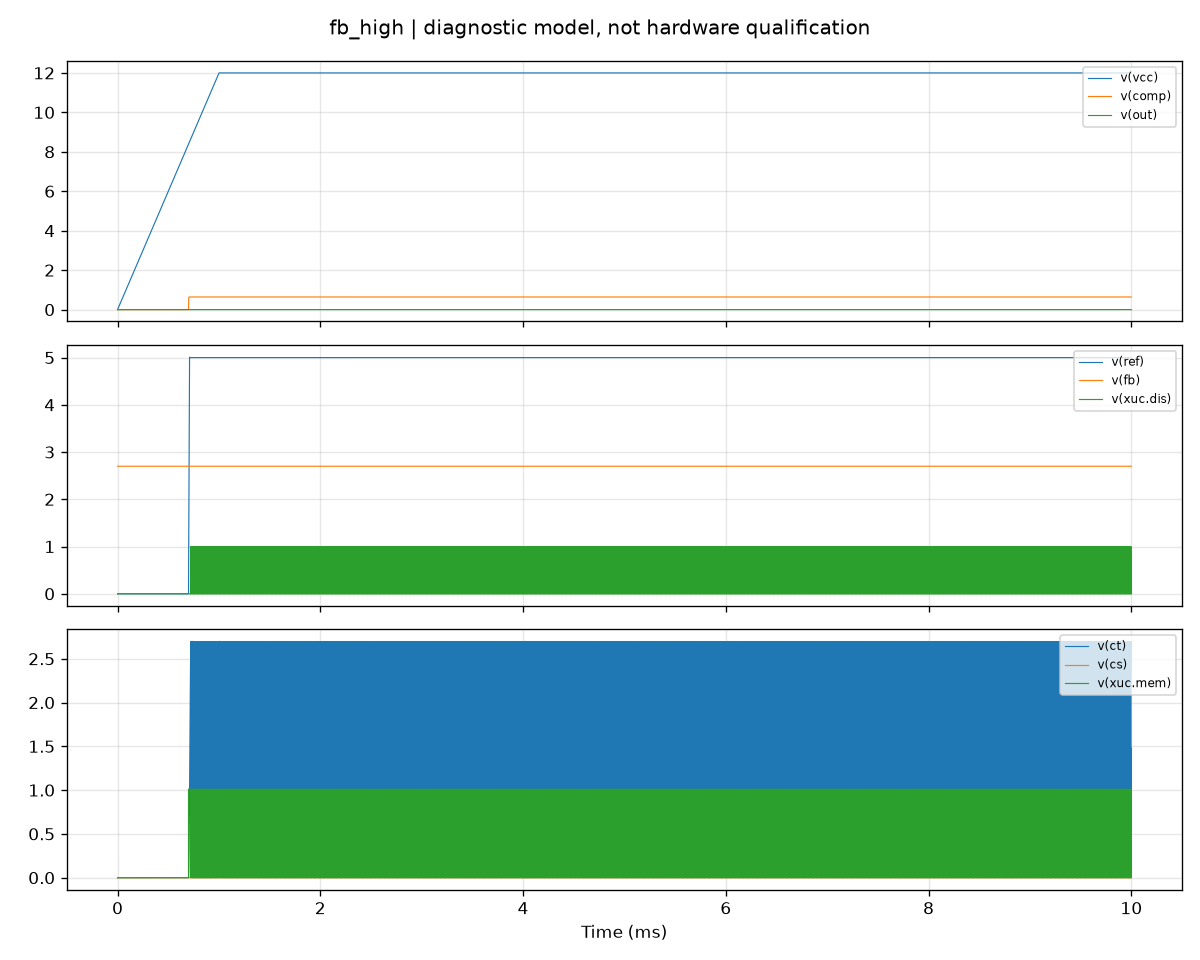 fb_high | diagnostic model, not hardware qualification
12
10
8
6
4
2
0
v(vcc)
v(comp)
v(out)
5
4
3
2
1
0
v(ref)
v(fb)
v(xuc.dis)
2.5
2.0
1.5
1.0
0.5
0.0
v(ct)
v(cs)
v(xuc.mem)
0 2 4 6 8 10
Time (ms)